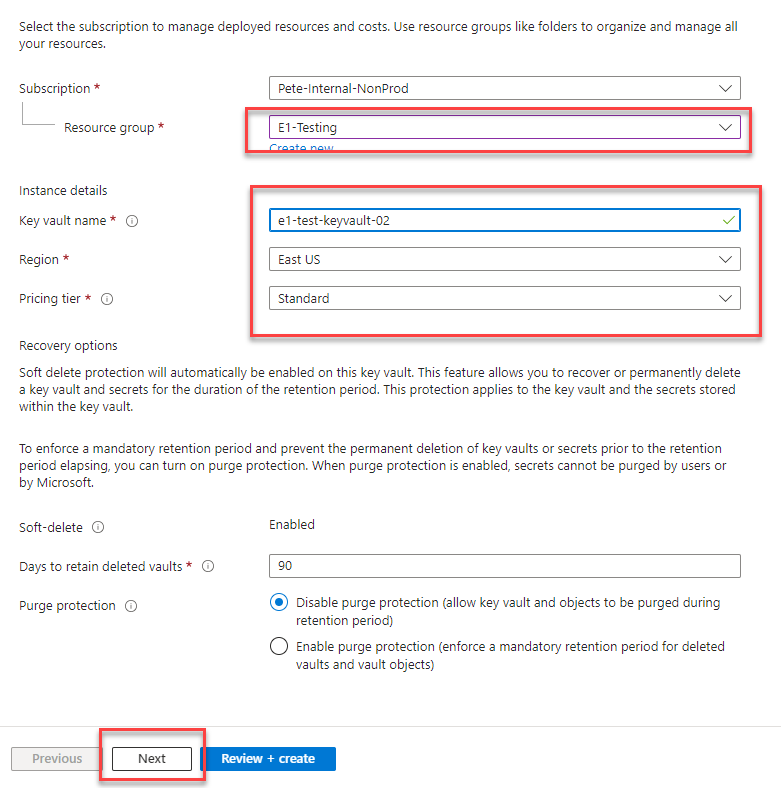 Select the subscription to manage deployed resources and costs. Use resource groups like folders to organize and manage all
your resources.
Subscription *
Pete-Internal-NonProd
Resource group *
E1-Testing
Create new
Instance details
Key vault name *
e1-test-keyvault-02
Region *
East US
Pricing tier *
Standard
Recovery options
Soft delete protection will automatically be enabled on this key vault. This feature allows you to recover or permanently delete
a key vault and secrets for the duration of the retention period. This protection applies to the key vault and the secrets stored
within the key vault.
To enforce a mandatory retention period and prevent the permanent deletion of key vaults or secrets prior to the retention
period elapsing, you can turn on purge protection. When purge protection is enabled, secrets cannot be purged by users or
by Microsoft.
Soft-delete
Enabled
Days to retain deleted vaults *
90
Purge protection
Disable purge protection (allow key vault and objects to be purged during
retention period)
Enable purge protection (enforce a mandatory retention period for deleted
vaults and vault objects)
Previous
Next
Review + create